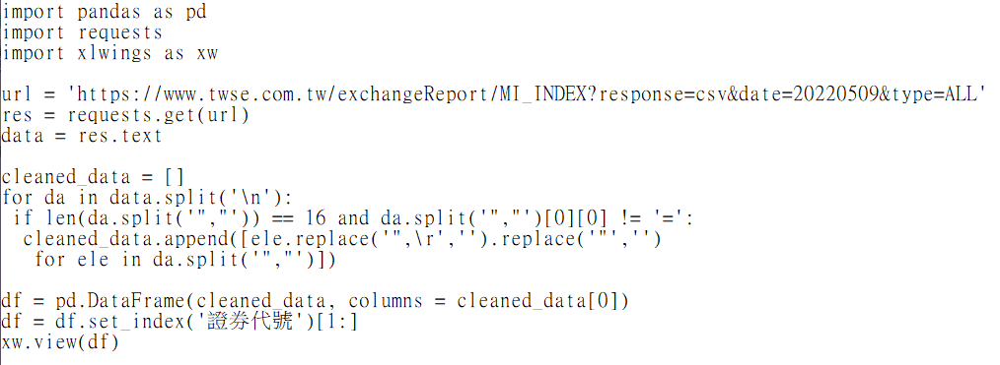 import pandas as pd
import requests
import xlwings as xw
url = 'https://www.twse.com.tw/exchangeReport/MI_INDEX?response=csv&date=20220509&type=ALL'
res = requests.get(url)
data = res.text
cleaned_data = []
for da in data.split('\n'):
 if len(da.split('","')) == 16 and da.split('","')[0][0] != '=':
  cleaned_data.append([ele.replace('",\r','').replace('"','')
   for ele in da.split('","')])
df = pd.DataFrame(cleaned_data, columns = cleaned_data[0])
df = df.set_index('證券代號')[1:]
xw.view(df)